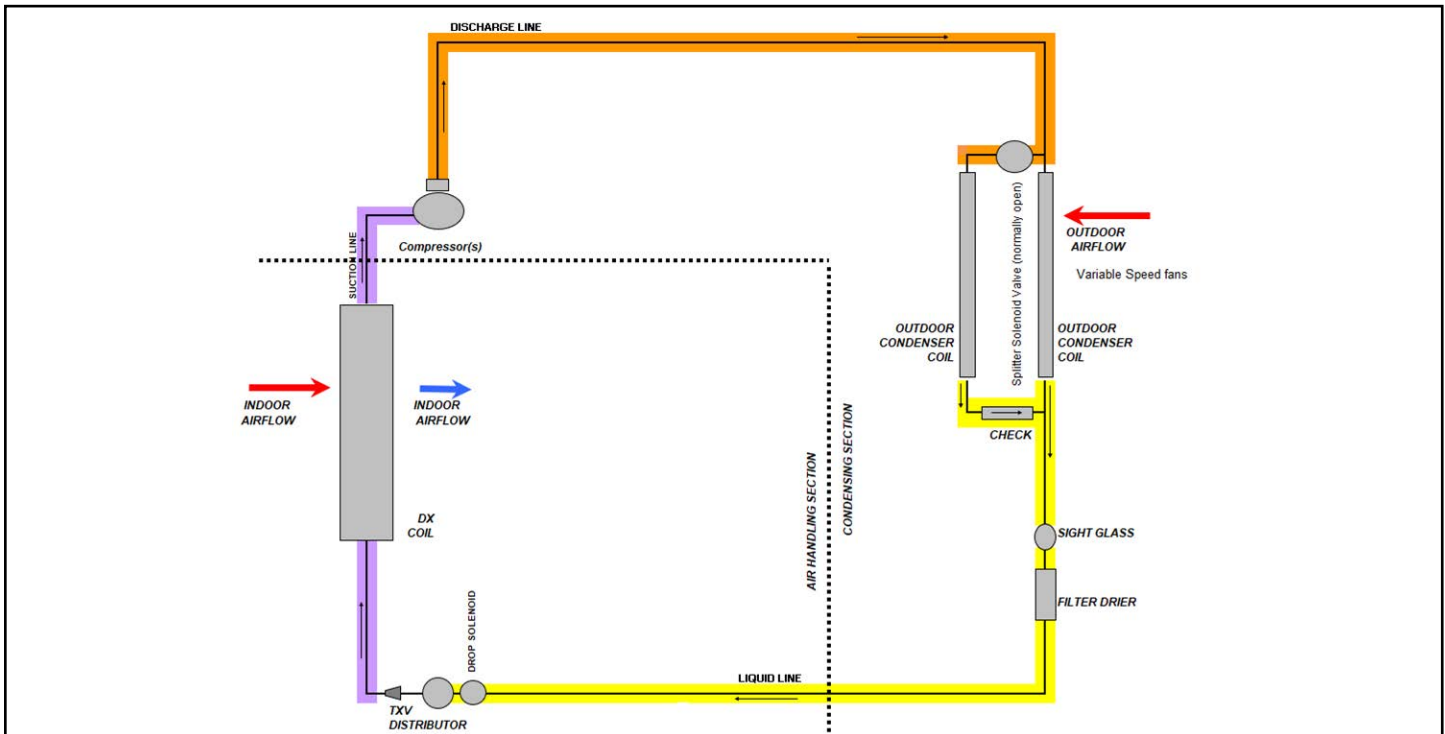 DISCHARGE LINE
SUCTION LINE
Compressor(s)
Splitter Solenoid Valve (normally open)
OUTDOOR
AIRFLOW
Variable Speed fans
OUTDOOR
CONDENSER
COIL
OUTDOOR
CONDENSER
COIL
INDOOR
AIRFLOW
INDOOR
AIRFLOW
CHECK
AIR HANDLING SECTION
CONDENSING SECTION
DX
COIL
SIGHT GLASS
FILTER DRIER
DROP SOLENOID
LIQUID LINE
TXV
DISTRIBUTOR